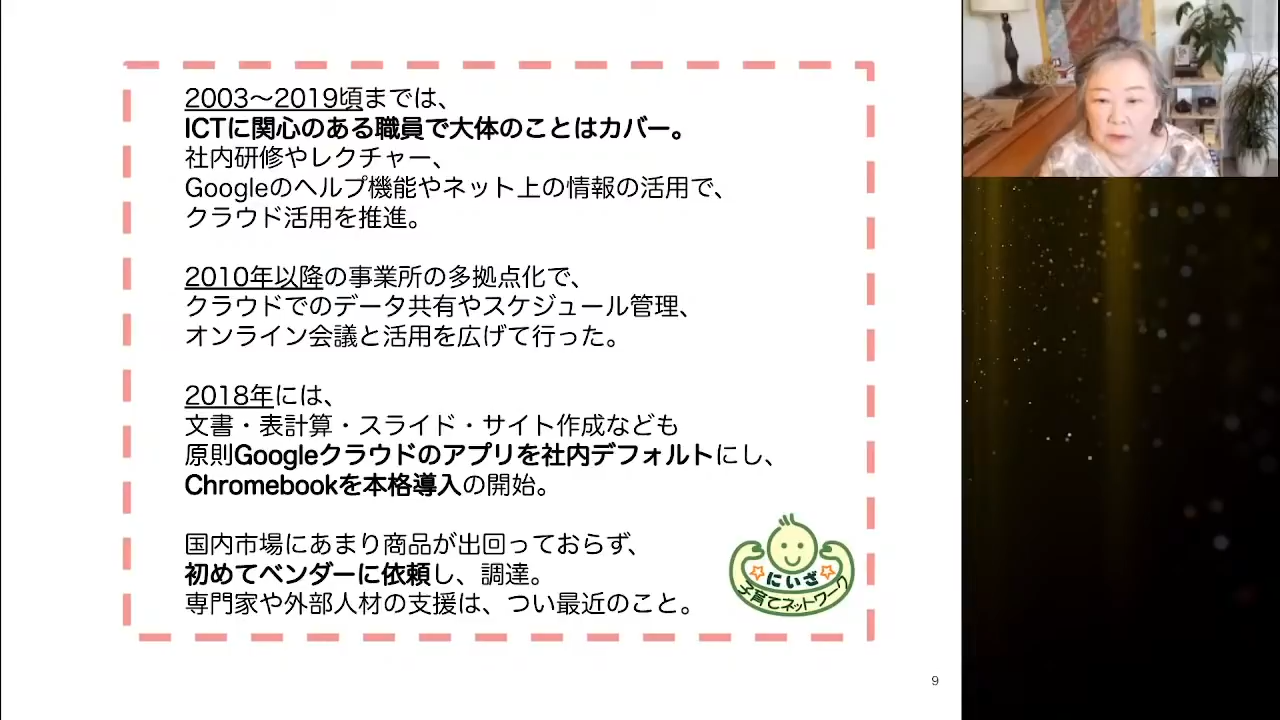 2003〜2019頃までは、
ICTに関心のある職員で大体のことはカバー。
社内研修やレクチャー、
Googleのヘルプ機能やネット上の情報の活用で、
クラウド活用を推進。
2010年以降の事業所の多拠点化で、
クラウドでのデータ共有やスケジュール管理、
オンライン会議と活用を広げて行った。
2018年には、
文書・表計算・スライド・サイト作成なども
原則Googleクラウドのアプリを社内デフォルトにし、
Chromebookを本格導入の開始。
国内市場にあまり商品が出回っておらず、
初めてベンダーに依頼し、調達。
専門家や外部人材の支援は、つい最近のこと。
にいざ
子育てネットワーク
9